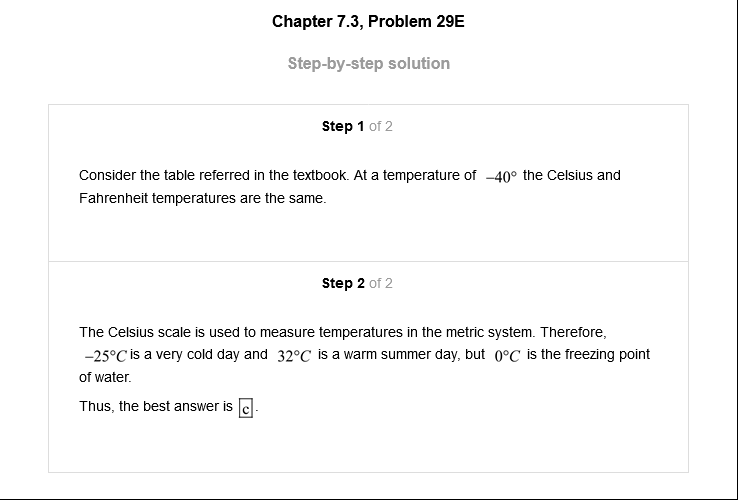 Chapter 7.3, Problem 29E
Step-by-step solution
Step 1 of 2
Consider the table referred in the textbook. At a temperature of −40° the Celsius and
Fahrenheit temperatures are the same.
Step 2 of 2
The Celsius scale is used to measure temperatures in the metric system. Therefore,
−25°C is a very cold day and 32°C is a warm summer day, but 0°C is the freezing point
of water.
Thus, the best answer is c.